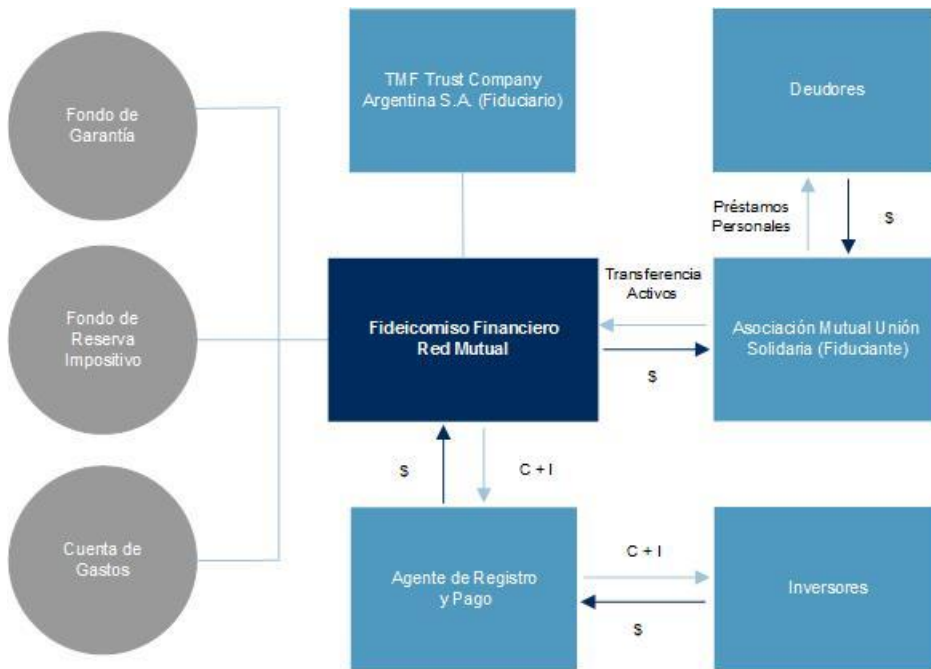 TMF Trust Company
Argentina S.A. (Fiduciario)
Deudores
Fondo de
Garantía
Préstamos
Personales
$
Transferencia
Activos
Fondo de
Reserva
Impositivo
Fideicomiso Financiero
Red Mutual
Asociación Mutual Unión
Solidaria (Fiduciante)
$
$
C + I
Cuenta de
Gastos
Agente de Registro
y Pago
C + I
$
Inversores